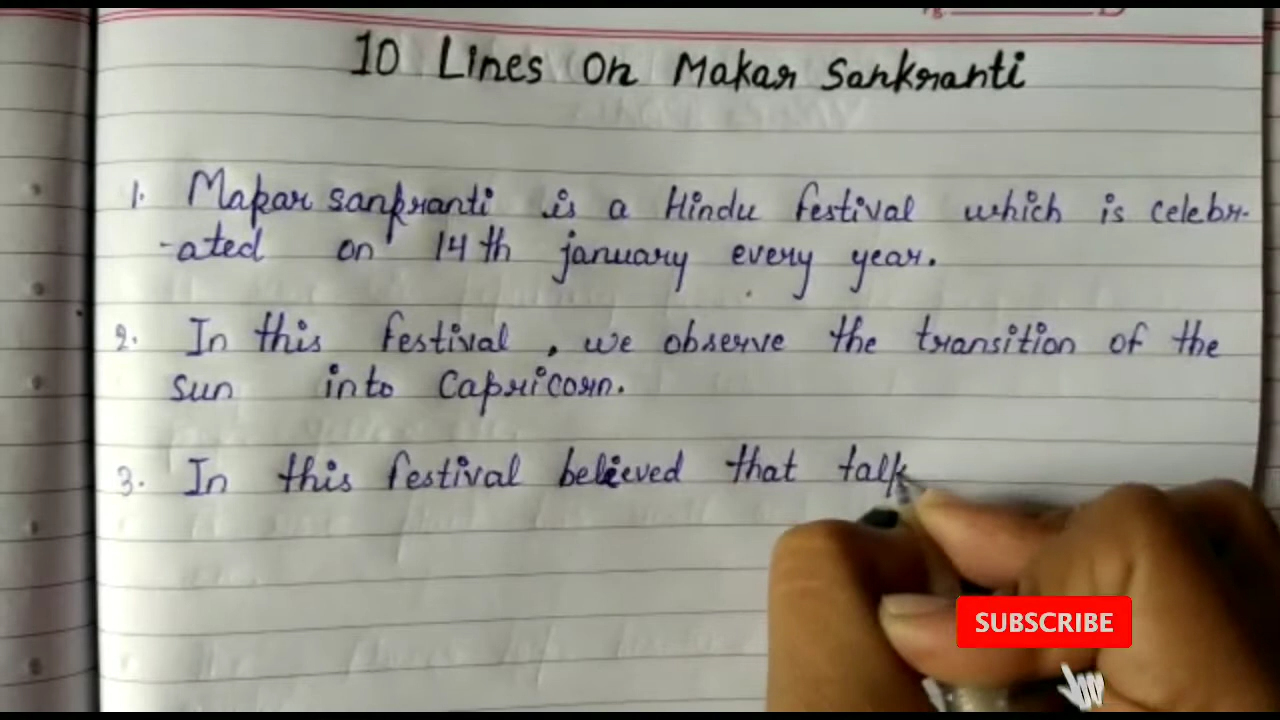 10 Lines On Makar Sankranti
1. Makar sankranti is a Hindu festival which is celebr-
-ated on 14th january every year.
2. In this festival, we observe the transition of the
sun into Capricorn.
3. In this festival believed that
SUBSCRIBE